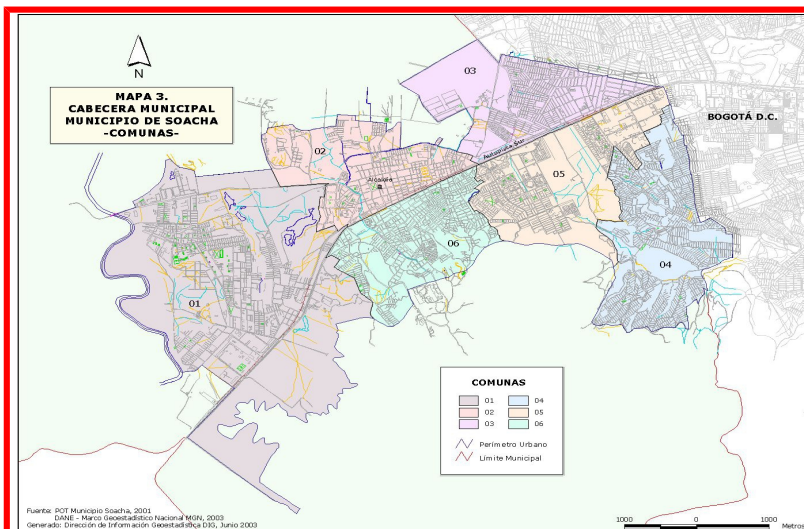 N
MAPA 3.
CABECERA MUNICIPAL
MUNICIPIO DE SOACHA
-COMUNAS-
03
BOGOTÁ D.C.
02
Autopista Sur
Alcaldía
05
06
04
01
COMUNAS
01 04
02 05
03 06
Perímetro Urbano
Límite Municipal
Fuente: POT Municipio Soacha, 2001
DANE - Marco Geoestadístico Nacional MGN, 2003
Generado: Dirección de Información Geoestadística DIG, Junio 2003
1000 0 1000 Metros